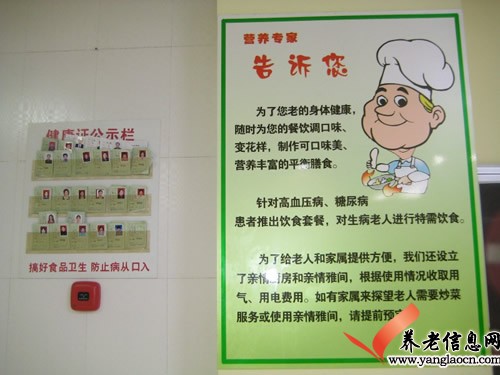 健康证公示栏
搞好食品卫生 防止病从口入
营养专家
告诉您
为了您老的身体健康，
随时为您的餐饮调口味、
变花样，制作可口味美、
营养丰富的平衡膳食。
针对高血压病、糖尿病
患者推出饮食套餐，对生病老人进行特需饮食。
为了给老人和家属提供方便，我们还设立
了亲情厨房和亲情雅间，根据使用情况收取用
气、用电费用。如有家属来探望老人需要炒菜
服务或使用亲情雅间，请提前预
养老信息网
www.yanglaocn.com